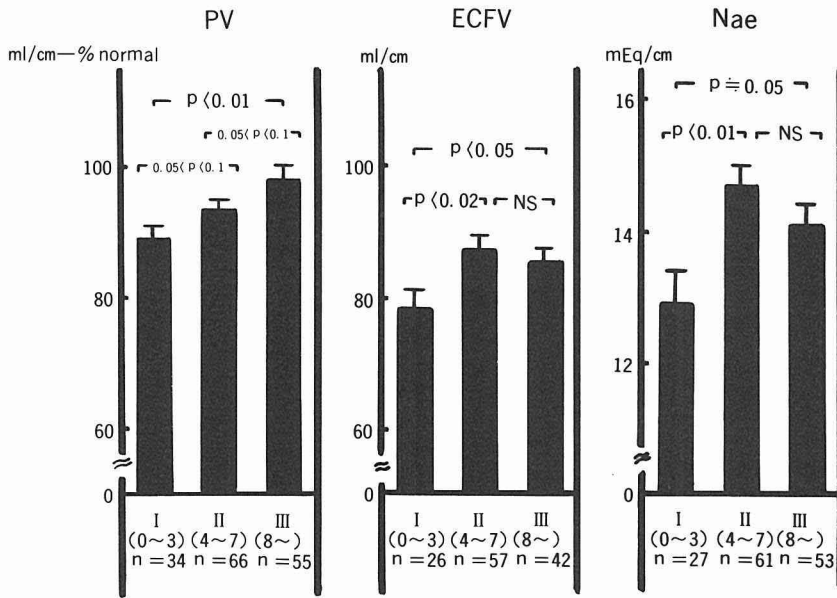 PV
ml/cm—% normal
p〈0.01
0.05〈 p〈0.1
0.05〈 p〈0.1
100
80
60
0
I II III
(0~3) (4~7) (8~)
n=34 n=66 n=55
ECFV
ml/cm
p〈0.05
p〈0.02 NS
100
80
60
0
I II III
(0~3) (4~7) (8~)
n=26 n=57 n=42
Nae
mEq/cm
16
p≒0.05
p〈0.01 NS
14
12
0
I II III
(0~3) (4~7) (8~)
n=27 n=61 n=53